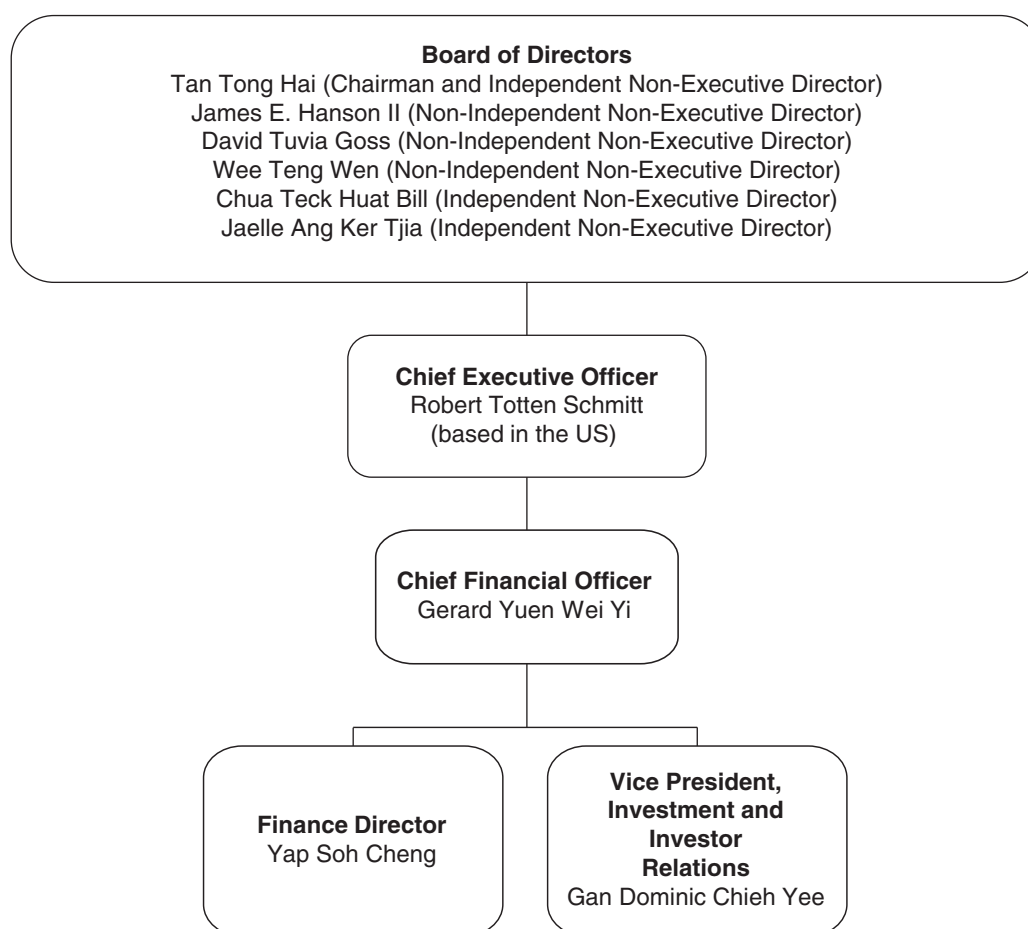 Board of Directors
Tan Tong Hai (Chairman and Independent Non-Executive Director)
James E. Hanson II (Non-Independent Non-Executive Director)
David Tuvia Goss (Non-Independent Non-Executive Director)
Wee Teng Wen (Non-Independent Non-Executive Director)
Chua Teck Huat Bill (Independent Non-Executive Director)
Jaelle Ang Ker Tjia (Independent Non-Executive Director)
Chief Executive Officer
Robert Totten Schmitt
(based in the US)
Chief Financial Officer
Gerard Yuen Wei Yi
Finance Director
Yap Soh Cheng
Vice President,
Investment and
Investor
Relations
Gan Dominic Chieh Yee